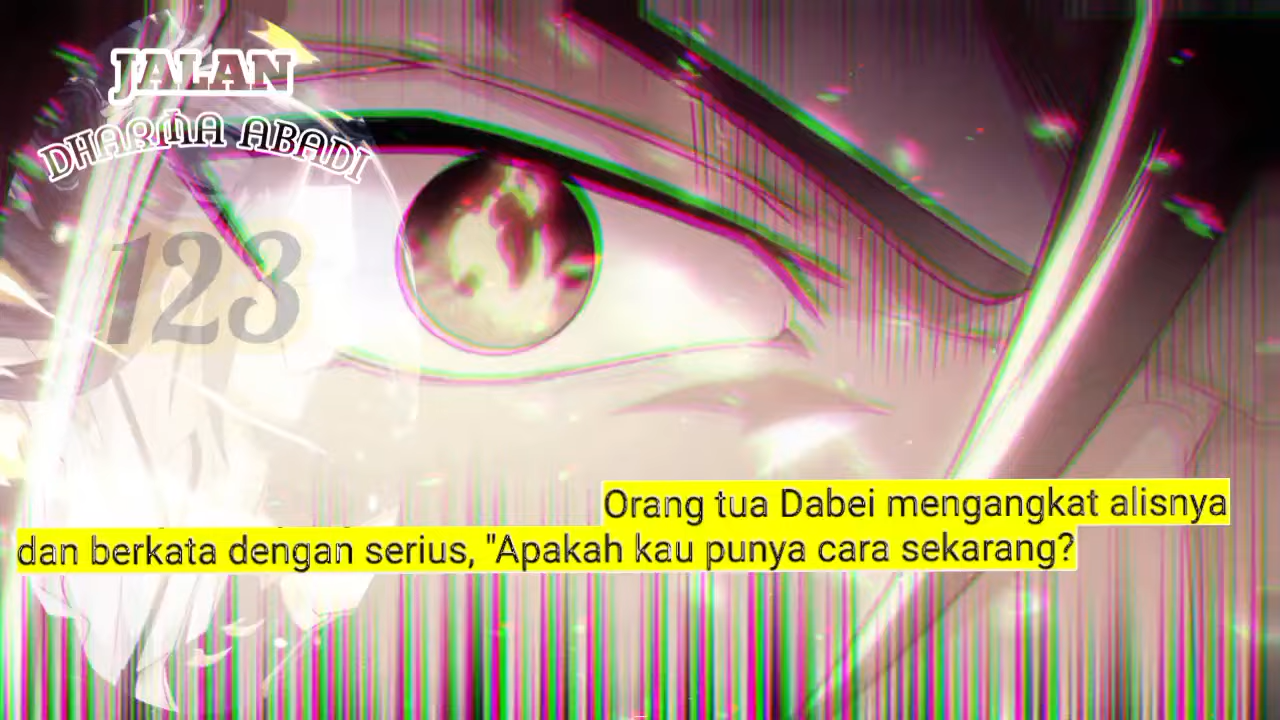 JALAN
DHARMA ABADI
123
Orang tua Dabei mengangkat alisnya
dan berkata dengan serius, "Apakah kau punya cara sekarang?